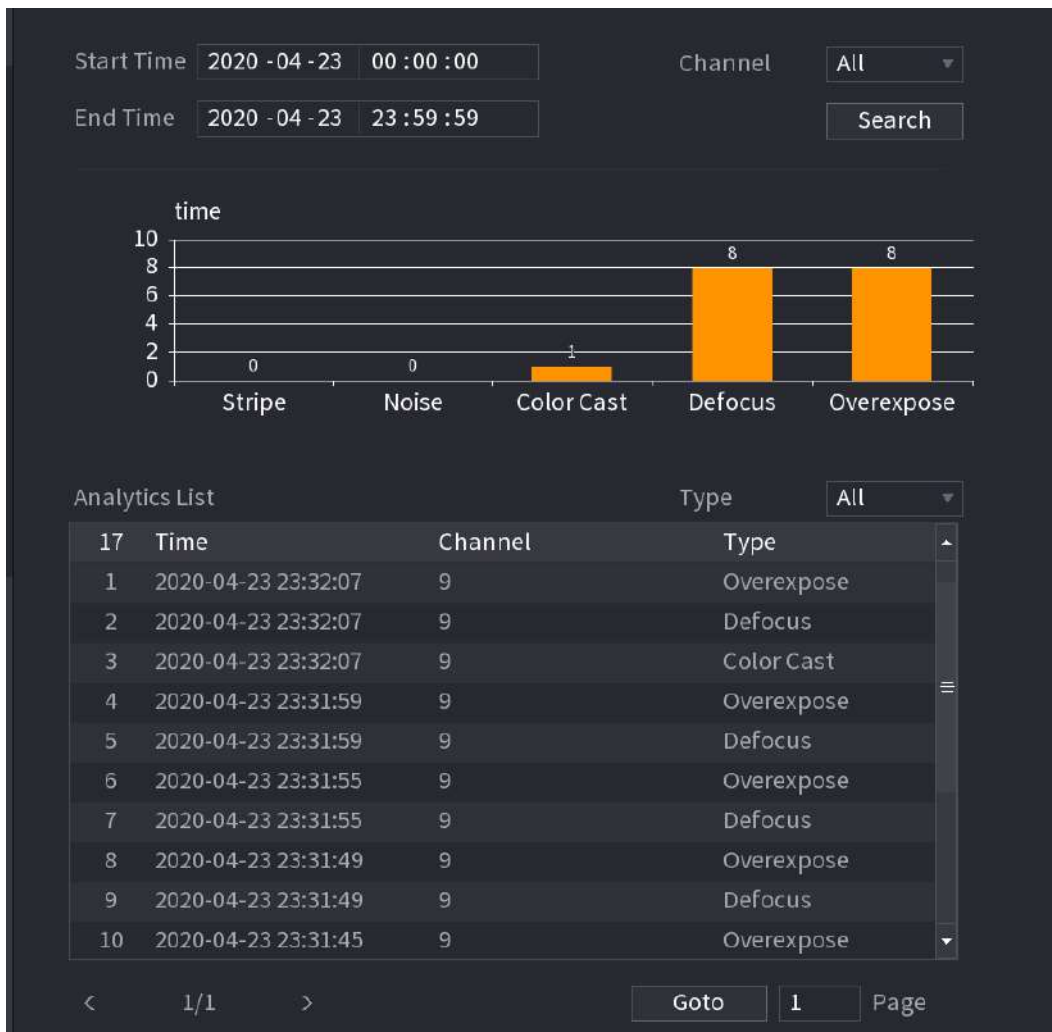 Start Time 2020 -04 -23 00 : 00 : 00 Channel All
End Time 2020 -04 -23 23 : 59 : 59 Search
time
10
8
6
4
2
0
0 0 1 8 8
Stripe Noise Color Cast Defocus Overexpose
Analytics List Type All
17 Time Channel Type
1 2020-04-23 23:32:07 9 Overexpose
2 2020-04-23 23:32:07 9 Defocus
3 2020-04-23 23:32:07 9 Color Cast
4 2020-04-23 23:31:59 9 Overexpose
5 2020-04-23 23:31:59 9 Defocus
6 2020-04-23 23:31:55 9 Overexpose
7 2020-04-23 23:31:55 9 Defocus
8 2020-04-23 23:31:49 9 Overexpose
9 2020-04-23 23:31:49 9 Defocus
10 2020-04-23 23:31:45 9 Overexpose
< 1/1 > Goto 1 Page